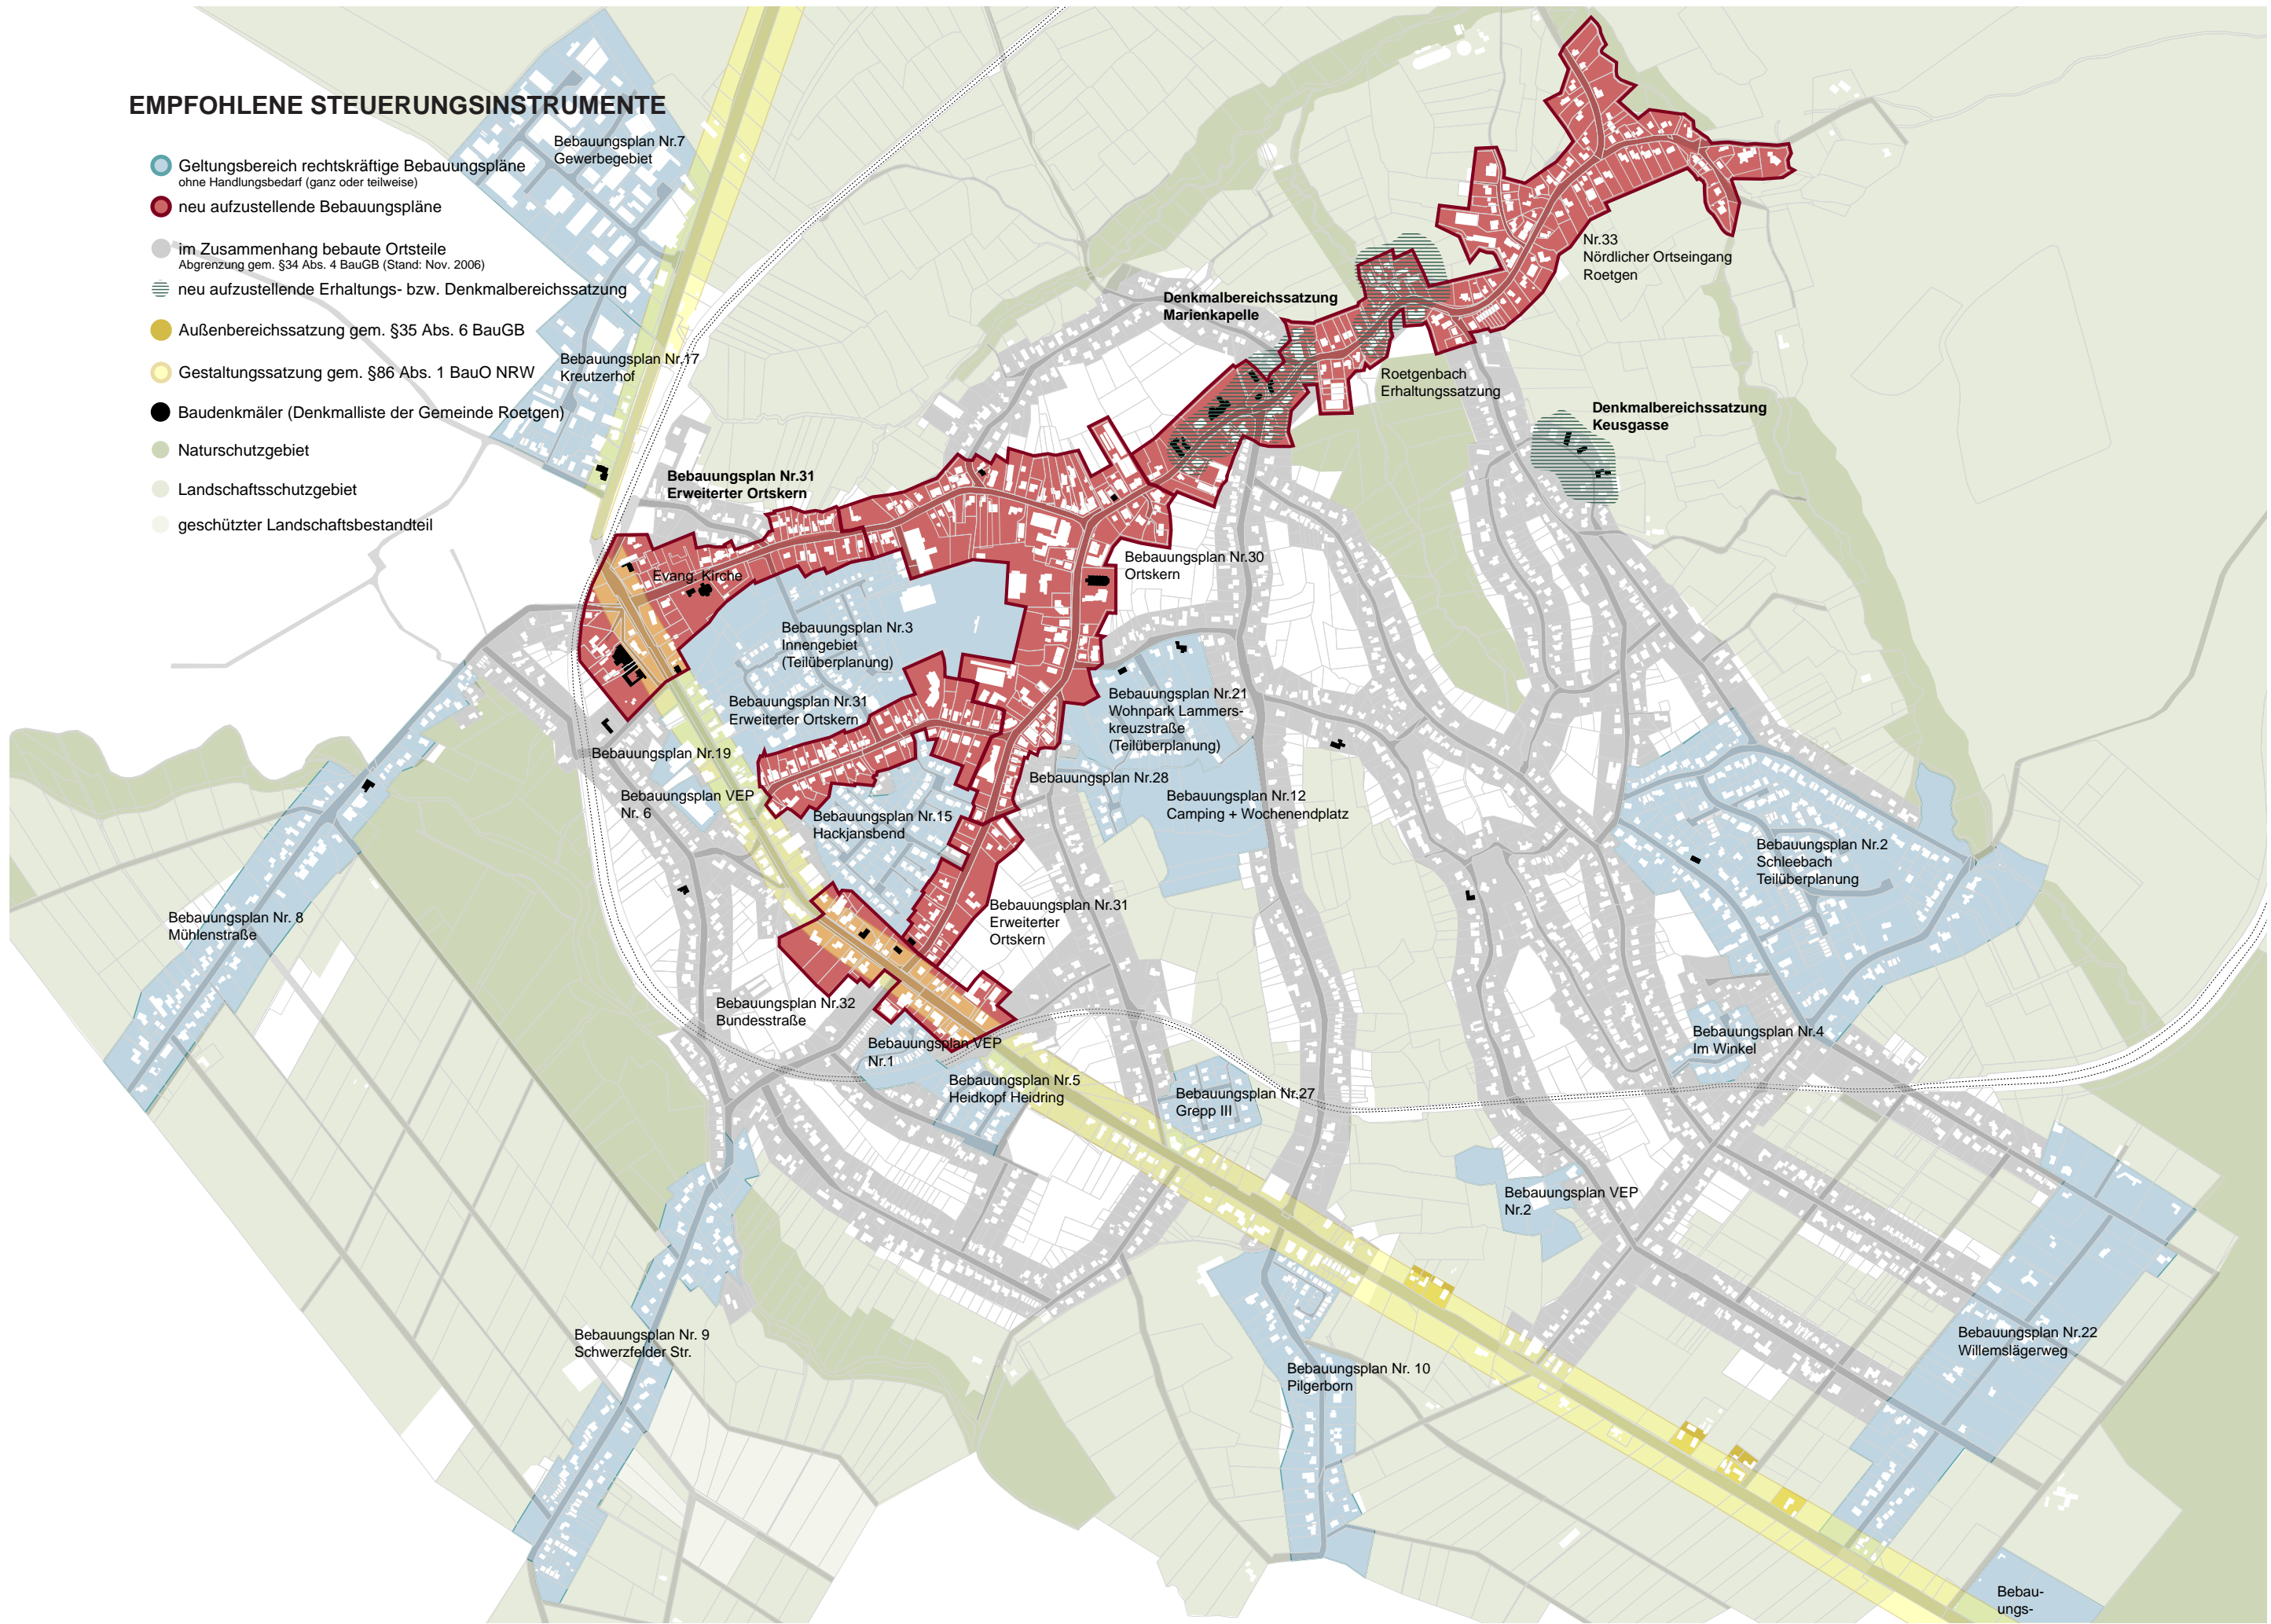 EMPFOHLENE STEUERUNGSINSTRUMENTE
Geltungsbereich rechtskräftige Bebauungspläne
ohne Handlungsbedarf (ganz oder teilweise)
neu aufzustellende Bebauungspläne
im Zusammenhang bebaute Ortsteile
Abgrenzung gem. §34 Abs. 4 BauGB (Stand: Nov. 2006)
neu aufzustellende Erhaltungs- bzw. Denkmalbereichssatzung
Außenbereichssatzung gem. §35 Abs. 6 BauGB
Gestaltungssatzung gem. §86 Abs. 1 BauO NRW
Baudenkmäler (Denkmalliste der Gemeinde Roetgen)
Naturschutzgebiet
Landschaftsschutzgebiet
geschützter Landschaftsbestandteil
Bebauungsplan Nr.7
Gewerbegebiet
Bebauungsplan Nr.17
Kreutzerhof
Nr.33
Nördlicher Ortseingang
Roetgen
Denkmalbereichssatzung
Marienkapelle
Roetgenbach
Erhaltungssatzung
Denkmalbereichssatzung
Keusgasse
Bebauungsplan Nr.31
Erweiterter Ortskern
Evang. Kirche
Bebauungsplan Nr.30
Ortskern
Bebauungsplan Nr.3
Innengebiet
(Teilüberplanung)
Bebauungsplan Nr.31
Erweiterter Ortskern
Bebauungsplan Nr.21
Wohnpark Lammers-
kreuzstraße
(Teilüberplanung)
Bebauungsplan Nr.19
Bebauungsplan VEP
Nr. 6
Bebauungsplan Nr.28
Bebauungsplan Nr.12
Camping + Wochenendplatz
Bebauungsplan Nr.15
Hackjansbend
Bebauungsplan Nr.2
Schleebach
Teilüberplanung
Bebauungsplan Nr. 8
Mühlenstraße
Bebauungsplan Nr.31
Erweiterter
Ortskern
Bebauungsplan Nr.32
Bundesstraße
Bebauungsplan VEP
Nr.1
Bebauungsplan Nr.4
Im Winkel
Bebauungsplan Nr.5
Heidkopf Heidring
Bebauungsplan Nr.27
Grepp III
Bebauungsplan VEP
Nr.2
Bebauungsplan Nr. 9
Schwerzfelder Str.
Bebauungsplan Nr. 10
Pilgerborn
Bebauungsplan Nr.22
Willemslägerweg
Bebau-
ungs-